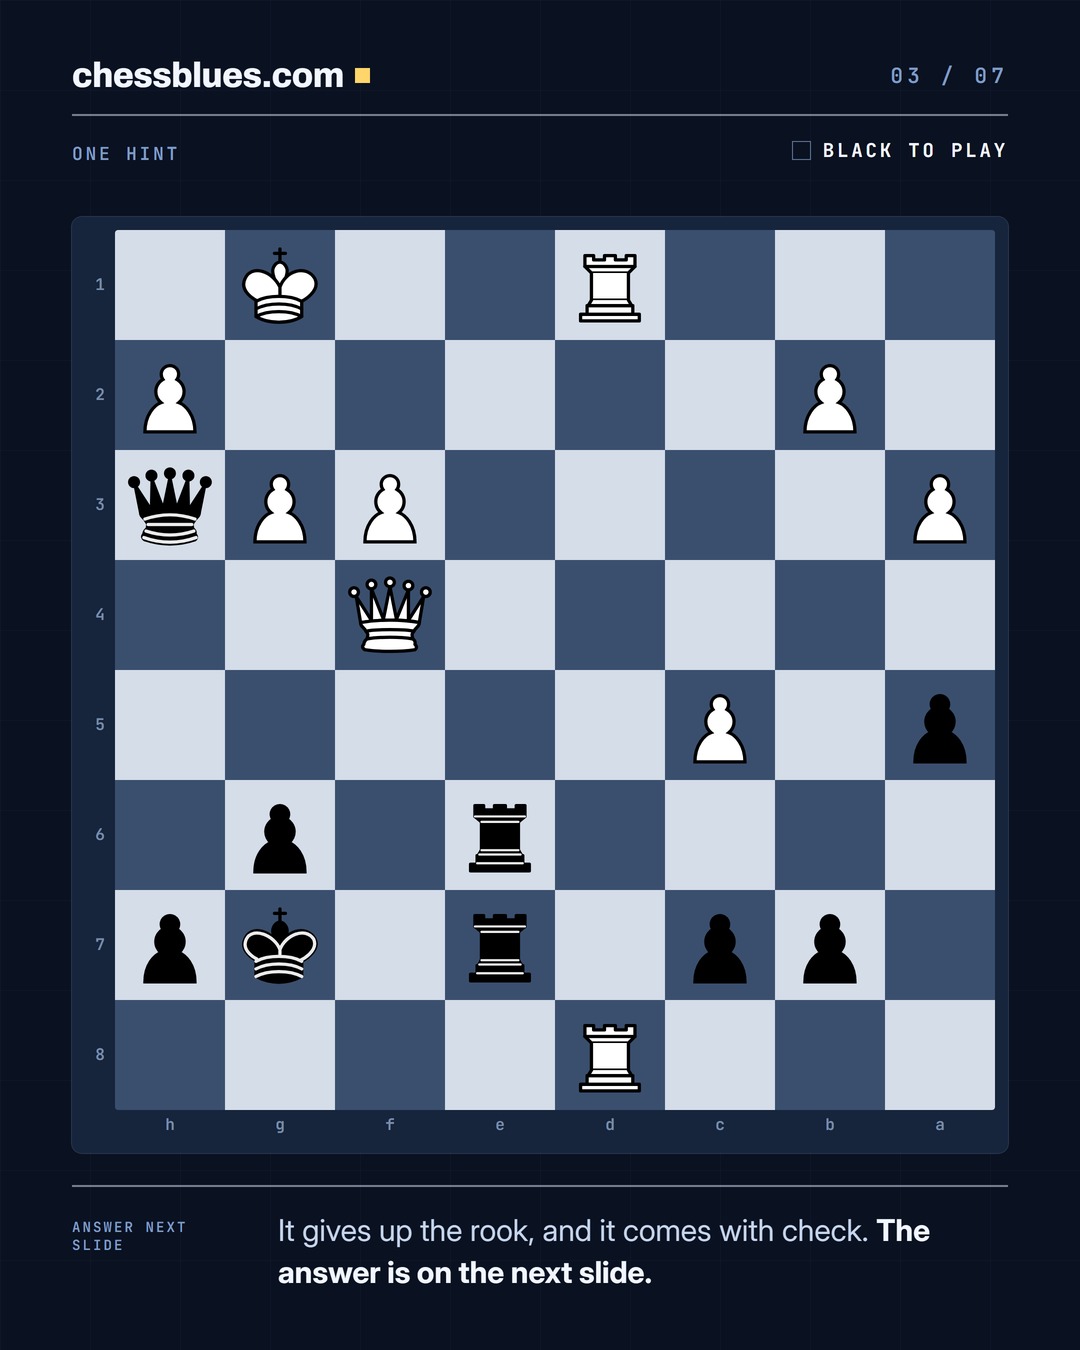 chessblues.com
03 / 07
ONE HINT
BLACK TO PLAY
1
2
3
4
5
6
7
8
h g f e d c b a
ANSWER NEXT
SLIDE
It gives up the rook, and it comes with check. The
answer is on the next slide.